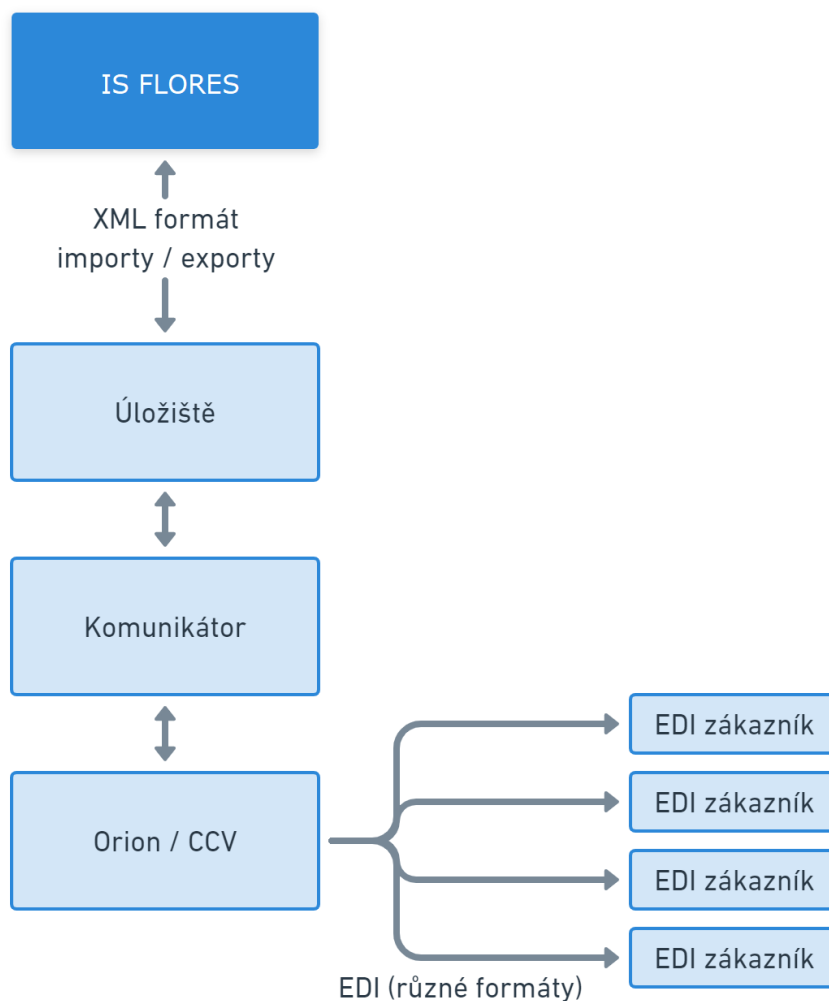 IS FLORES
XML formát
importy / exporty
Úložiště
Komunikátor
Orion / CCV
EDI zákazník
EDI zákazník
EDI zákazník
EDI zákazník
EDI (různé formáty)